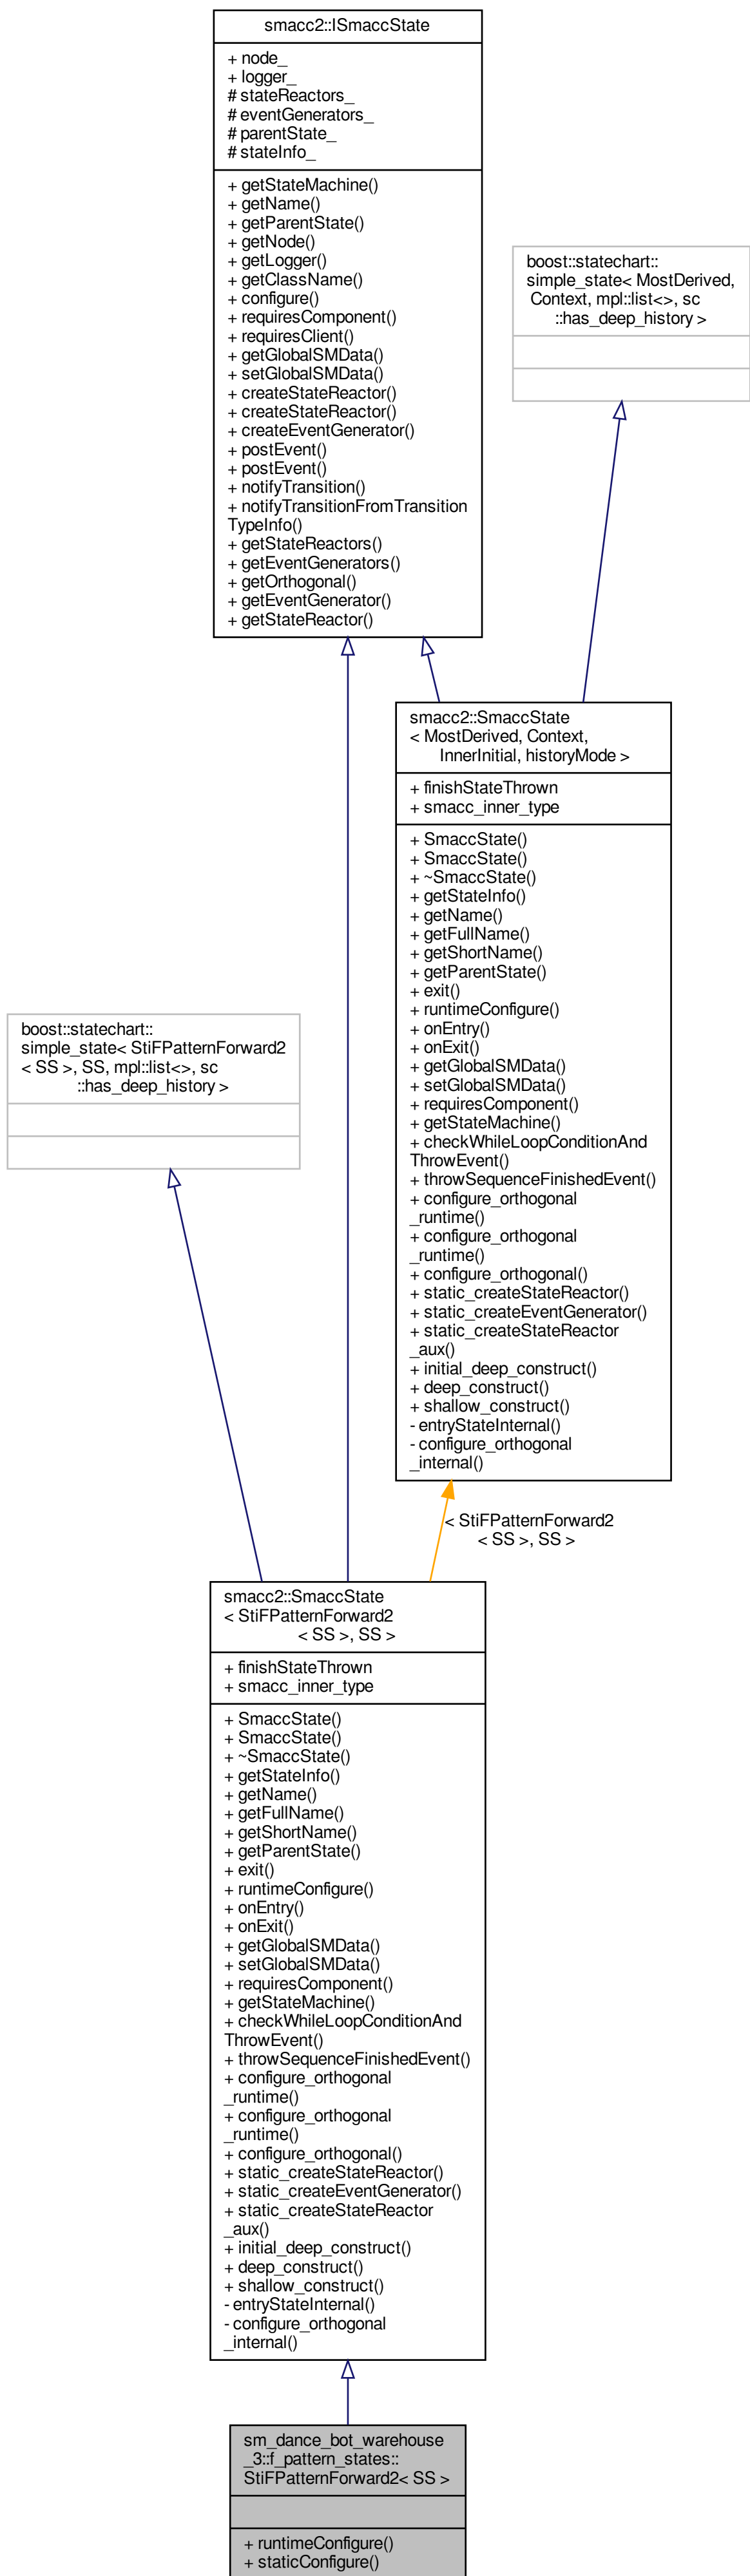 smacc2::ISmaccState
+ node_
+ logger_
# stateReactors_
# eventGenerators_
# parentState_
# stateInfo_
+ getStateMachine()
+ getName()
+ getParentState()
+ getNode()
+ getLogger()
+ getClassName()
+ configure()
+ requiresComponent()
+ requiresClient()
+ getGlobalSMData()
+ setGlobalSMData()
+ createStateReactor()
+ createStateReactor()
+ createEventGenerator()
+ postEvent()
+ postEvent()
+ notifyTransition()
+ notifyTransitionFromTransition
TypeInfo()
+ getStateReactors()
+ getEventGenerators()
+ getOrthogonal()
+ getEventGenerator()
+ getStateReactor()
boost::statechart::
simple_state< MostDerived,
Context, mpl::list<>, sc
::has_deep_history >
smacc2::SmaccState
< MostDerived, Context,
InnerInitial, historyMode >
+ finishStateThrown
+ smacc_inner_type
+ SmaccState()
+ SmaccState()
+ ~SmaccState()
+ getStateInfo()
+ getName()
+ getFullName()
+ getShortName()
+ getParentState()
+ exit()
+ runtimeConfigure()
+ onEntry()
+ onExit()
+ getGlobalSMData()
+ setGlobalSMData()
+ requiresComponent()
+ getStateMachine()
+ checkWhileLoopConditionAnd
ThrowEvent()
+ throwSequenceFinishedEvent()
+ configure_orthogonal
_runtime()
+ configure_orthogonal
_runtime()
+ configure_orthogonal()
+ static_createStateReactor()
+ static_createEventGenerator()
+ static_createStateReactor
_aux()
+ initial_deep_construct()
+ deep_construct()
+ shallow_construct()
- entryStateInternal()
- configure_orthogonal
_internal()
boost::statechart::
simple_state< StiFPatternForward2
< SS >, SS, mpl::list<>, sc
::has_deep_history >
< StiFPatternForward2
< SS >, SS >
smacc2::SmaccState
< StiFPatternForward2
< SS >, SS >
+ finishStateThrown
+ smacc_inner_type
+ SmaccState()
+ SmaccState()
+ ~SmaccState()
+ getStateInfo()
+ getName()
+ getFullName()
+ getShortName()
+ getParentState()
+ exit()
+ runtimeConfigure()
+ onEntry()
+ onExit()
+ getGlobalSMData()
+ setGlobalSMData()
+ requiresComponent()
+ getStateMachine()
+ checkWhileLoopConditionAnd
ThrowEvent()
+ throwSequenceFinishedEvent()
+ configure_orthogonal
_runtime()
+ configure_orthogonal
_runtime()
+ configure_orthogonal()
+ static_createStateReactor()
+ static_createEventGenerator()
+ static_createStateReactor
_aux()
+ initial_deep_construct()
+ deep_construct()
+ shallow_construct()
- entryStateInternal()
- configure_orthogonal
_internal()
sm_dance_bot_warehouse
_3::f_pattern_states::
StiFPatternForward2< SS >
+ runtimeConfigure()
+ staticConfigure()